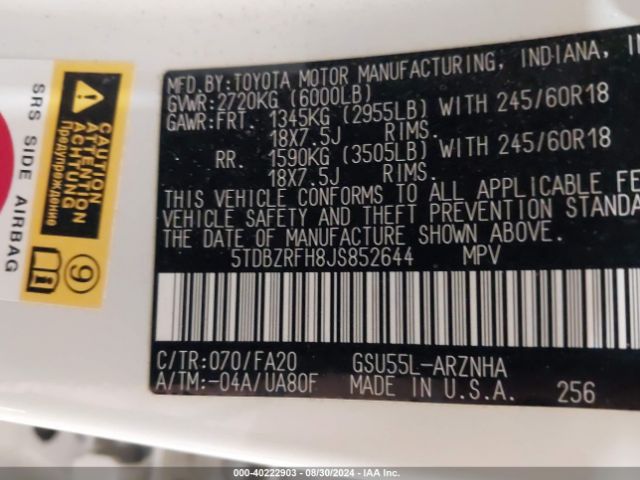 SRS SIDE AIRBAG
CAUTION
ATTENTION
ACHTUNG
Предупреждение
9
MFD. BY: TOYOTA MOTOR MANUFACTURING, INDIANA,
GVWR: 2720KG (6000LB)
GAWR: FRT 1345KG (2955LB) WITH 245/60R18
18X7.5J RIMS.
RR. 1590KG (3505LB) WITH 245/60R18
18X7.5J RIMS.
THIS VEHICLE CONFORMS TO ALL APPLICABLE FE
VEHICLE SAFETY AND THEFT PREVENTION STANDA
THE DATE OF MANUFACTURE SHOWN ABOVE.
5TDBZRFH8JS852644 MPV
C/TR: 070/FA20 GSU55L-ARZNHA
A/TM: -04A/UA80F MADE IN U.S.A. 256
000-40222903 - 08/30/2024 - IAA Inc.